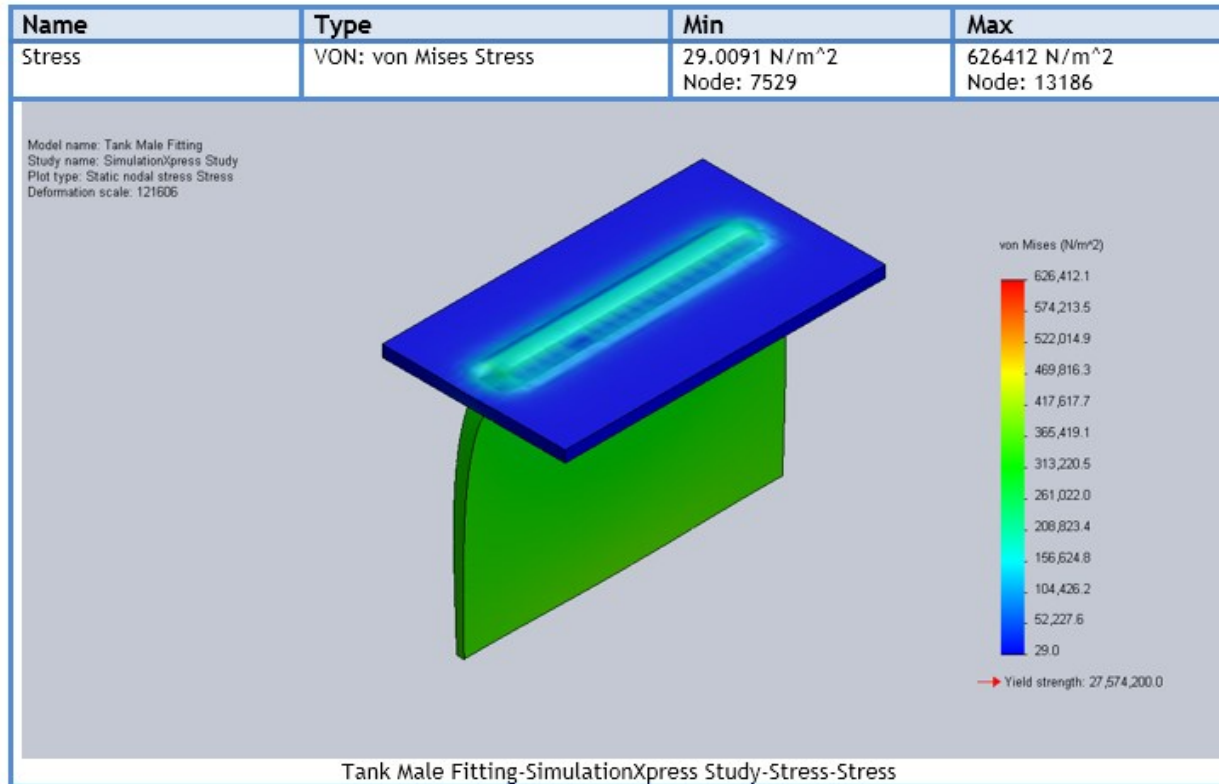 Name Type Min Max
Stress VON: von Mises Stress 29.0091 N/m^2 626412 N/m^2
Node: 7529 Node: 13186
Model name: Tank Male Fitting
Study name: SimulationXpress Study
Plot type: Static nodal stress Stress
Deformation scale: 121606
von Mises (N/m^2)
626,412.1
574,213.5
522,014.9
469,816.3
417,617.7
365,419.1
313,220.5
261,022.0
208,823.4
156,624.8
104,426.2
52,227.6
29.0
Yield strength: 27,574,200.0
Tank Male Fitting-SimulationXpress Study-Stress-Stress